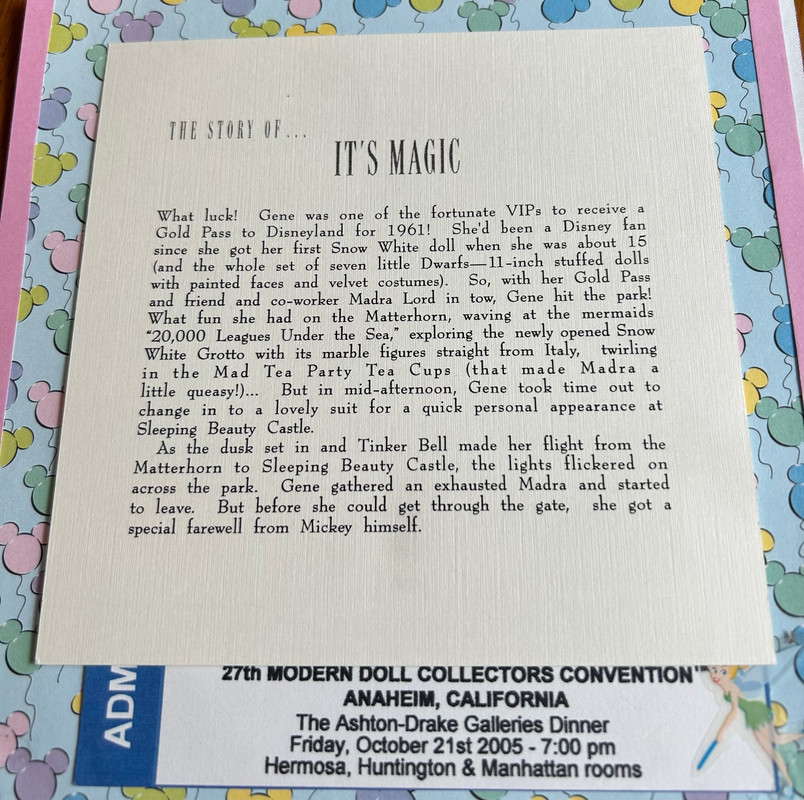 THE STORY OF...
IT'S MAGIC
What luck! Gene was one of the fortunate VIPs to receive a
Gold Pass to Disneyland for 1961! She'd been a Disney fan
since she got her first Snow White doll when she was about 15
(and the whole set of seven little Dwarfs—11-inch stuffed dolls
with painted faces and velvet costumes). So, with her Gold Pass
and friend and co-worker Madra Lord in tow, Gene hit the park!
What fun she had on the Matterhorn, waving at the mermaids
"20,000 Leagues Under the Sea," exploring the newly opened Snow
White Grotto with its marble figures straight from Italy, twirling
in the Mad Tea Party Tea Cups (that made Madra a
little queasy!)... But in mid-afternoon, Gene took time out to
change in to a lovely suit for a quick personal appearance at
Sleeping Beauty Castle.
As the dusk set in and Tinker Bell made her flight from the
Matterhorn to Sleeping Beauty Castle, the lights flickered on
across the park. Gene gathered an exhausted Madra and started
to leave. But before she could get through the gate, she got a
special farewell from Mickey himself.
ADM
27th MODERN DOLL COLLECTORS CONVENTION
ANAHEIM, CALIFORNIA
The Ashton-Drake Galleries Dinner
Friday, October 21st 2005 - 7:00 pm
Hermosa, Huntington & Manhattan rooms